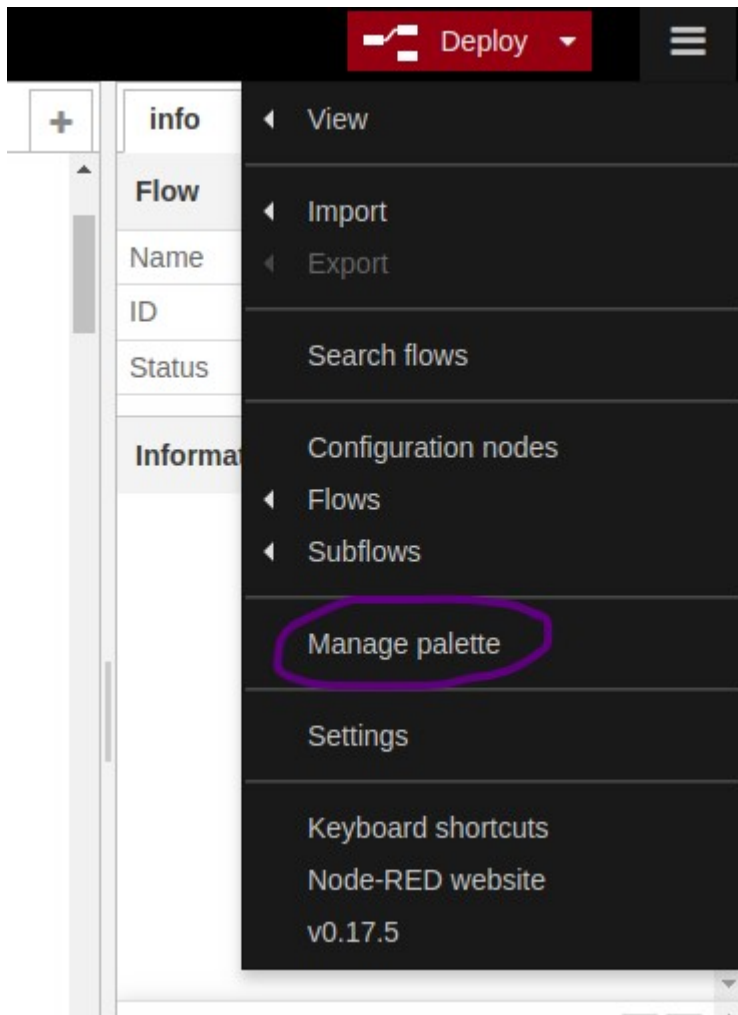 Deploy
+
info
Flow
Name
ID
Status
Informa
View
Import
Export
Search flows
Configuration nodes
Flows
Subflows
Manage palette
Settings
Keyboard shortcuts
Node-RED website
v0.17.5